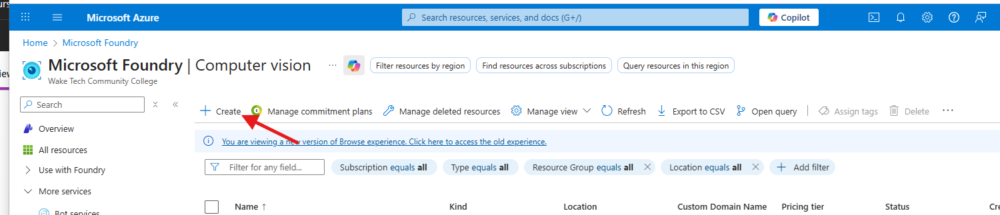 Microsoft Azure
Search resources, services, and docs (G+/)
Copilot
Home > Microsoft Foundry
Microsoft Foundry | Computer vision
Wake Tech Community College
Filter resources by region
Find resources across subscriptions
Query resources in this region
Search
Create
Manage commitment plans
Manage deleted resources
Manage view
Refresh
Export to CSV
Open query
Assign tags
Delete
Overview
All resources
Use with Foundry
More services
Bot services
You are viewing a new version of Browse experience. Click here to access the old experience.
Filter for any field...
Subscription equals all
Type equals all
Resource Group equals all
Location equals all
Add filter
Name ↑
Kind
Location
Custom Domain Name
Pricing tier
Status